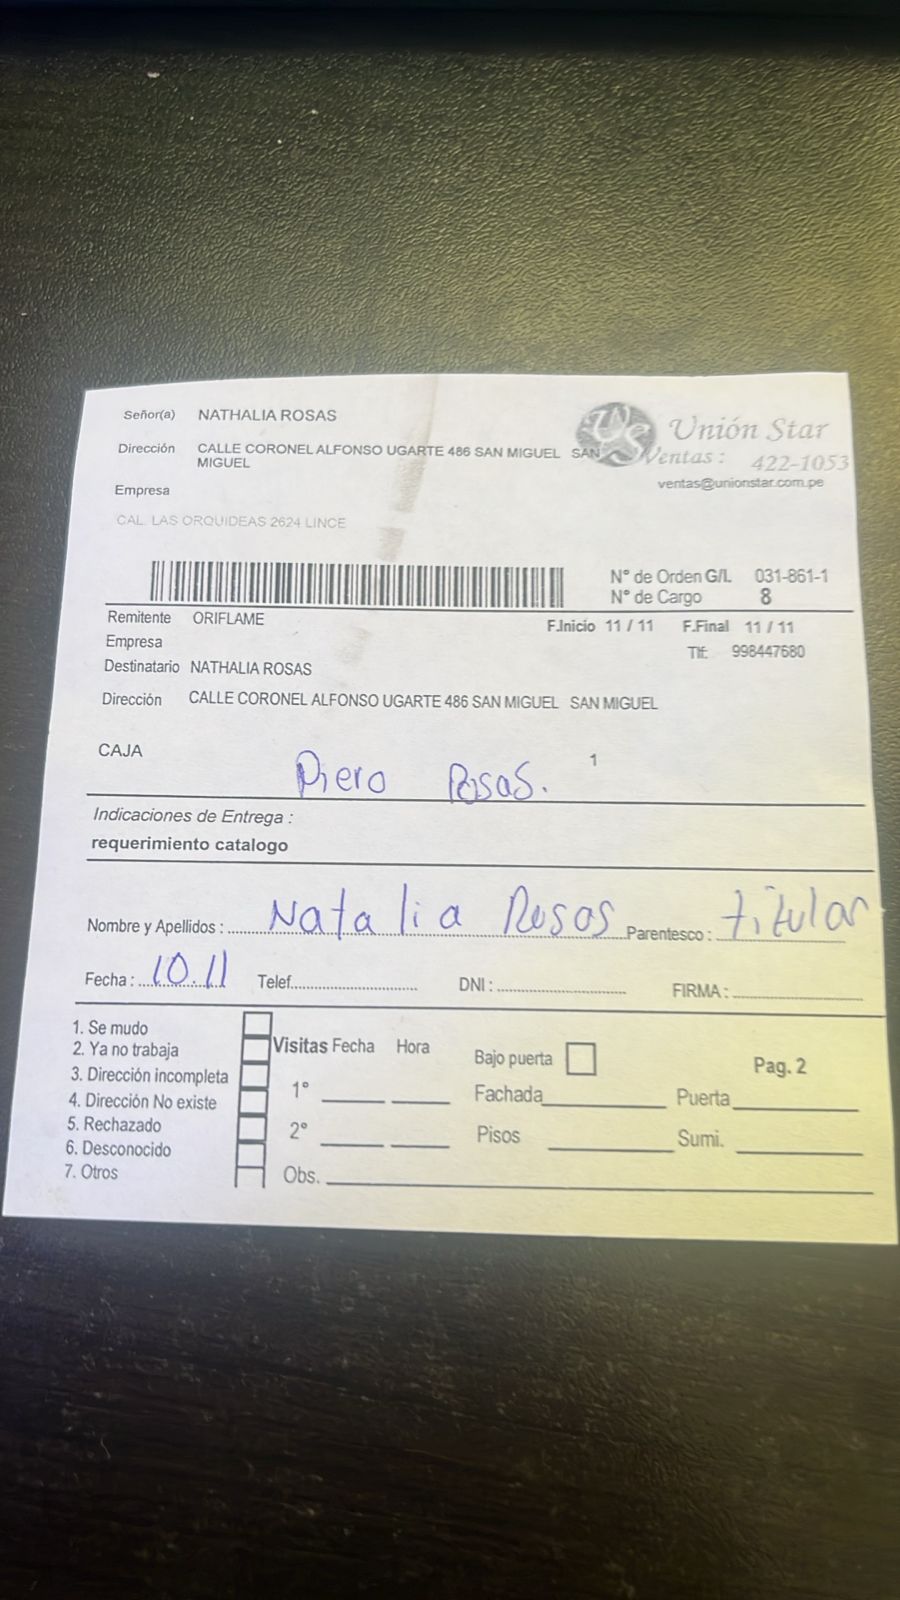 Señor(a) NATHALIA ROSAS
Dirección CALLE CORONEL ALFONSO UGARTE 486 SAN MIGUEL SAN
MIGUEL
Unión Star
Ventas : 422-1053
ventas@unionstar.com.pe
Empresa
CAL. LAS ORQUIDEAS 2624 LINCE
N° de Orden G/L 031-861-1
N° de Cargo 8
Remitente ORIFLAME
F.Inicio 11 / 11 F.Final 11 / 11
Empresa
Tlf: 998447680
Destinatario NATHALIA ROSAS
Dirección CALLE CORONEL ALFONSO UGARTE 486 SAN MIGUEL SAN MIGUEL
CAJA 1
Piero Rosas.
Indicaciones de Entrega :
requerimiento catalogo
Nombre y Apellidos : Natalia Rosas Parentesco : titular
Fecha : 10.11 Telef. DNI : FIRMA :
1. Se mudo
2. Ya no trabaja
3. Dirección incompleta
4. Dirección No existe
5. Rechazado
6. Desconocido
7. Otros
Visitas Fecha Hora
1°
2°
Obs.
Bajo puerta
Pag. 2
Fachada Puerta
Pisos Sumi.